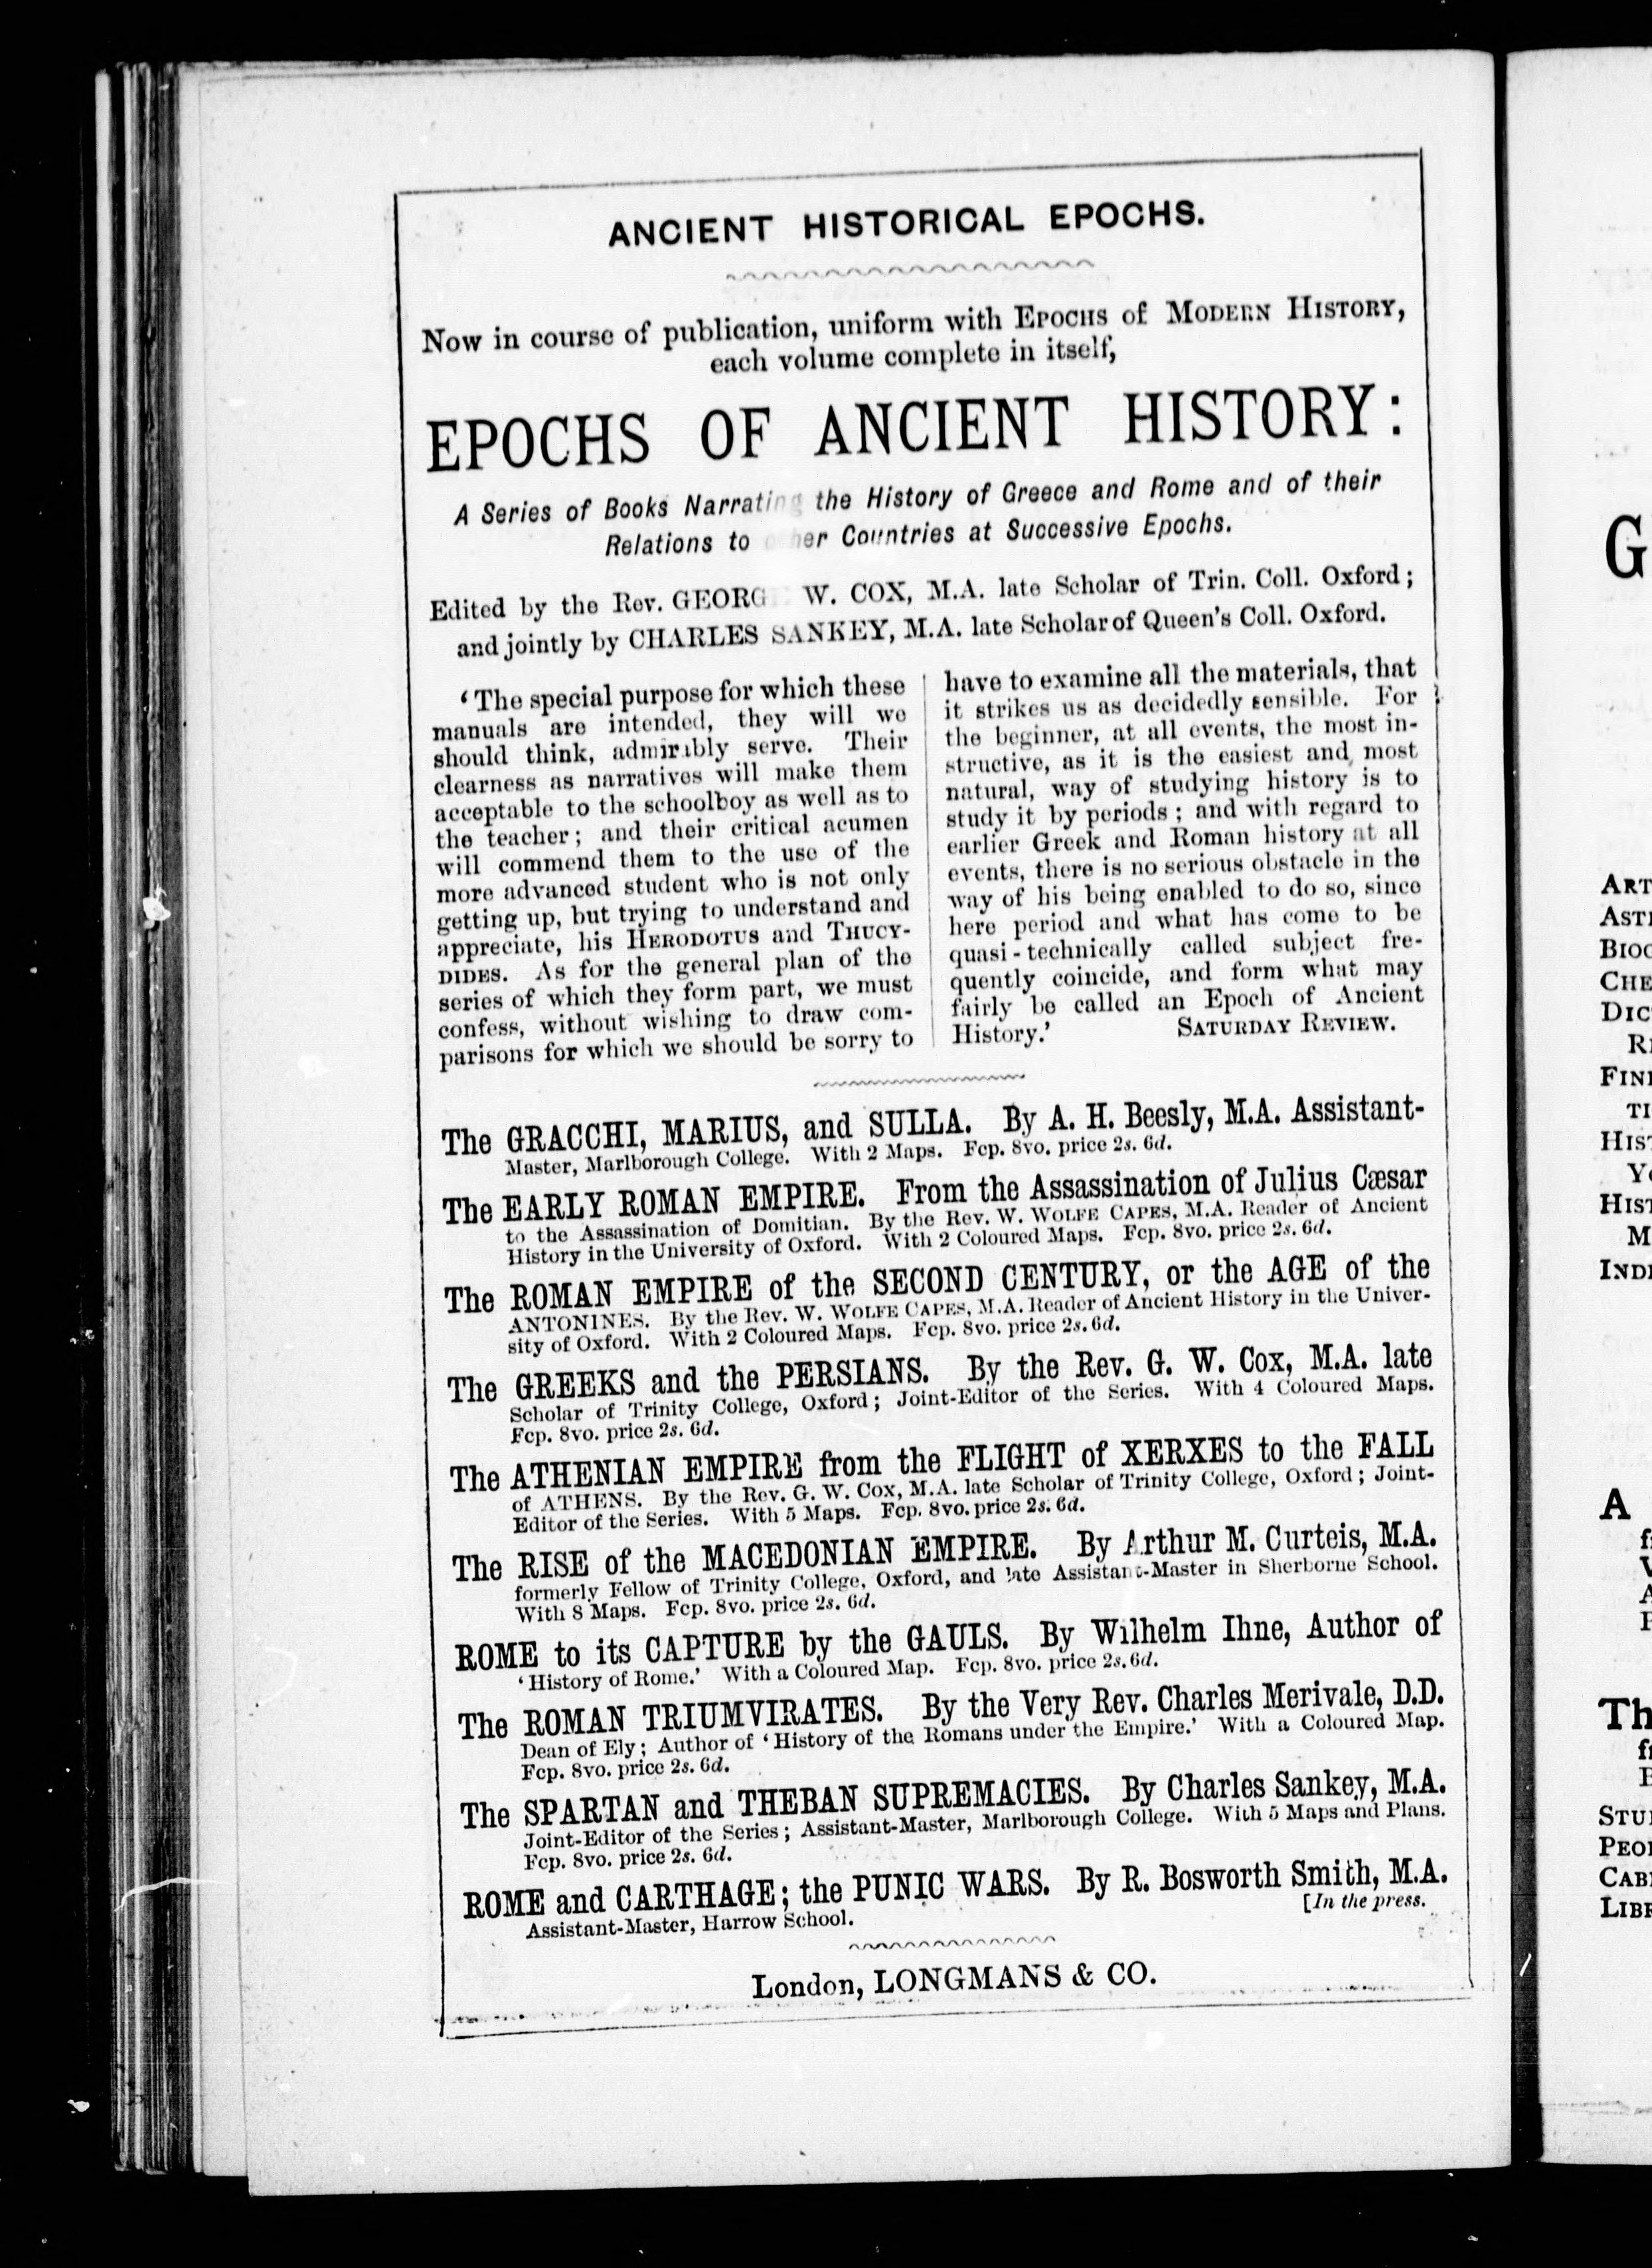 ANCIENT HISTORICAL EPOCHS.
Now in course of publication, uniform with EPOCHS of MODERN HISTORY,
each volume complete in itself,
EPOCHS OF ANCIENT HISTORY:
A Series of Books Narrating the History of Greece and Rome and of their
Relations to other Countries at Successive Epochs.
Edited by the Rev. GEORGE W. COX, M.A. late Scholar of Trin. Coll. Oxford;
and jointly by CHARLES SANKEY, M.A. late Scholar of Queen's Coll. Oxford.
'The special purpose for which these
manuals are intended, they will we
should think, admirably serve. Their
clearness as narratives will make them
acceptable to the schoolboy as well as to
the teacher; and their critical acumen
will commend them to the use of the
more advanced student who is not only
getting up, but trying to understand and
appreciate, his HERODOTUS and THUCY-
DIDES. As for the general plan of the
series of which they form part, we must
confess, without wishing to draw com-
parisons for which we should be sorry to
have to examine all the materials, that
it strikes us as decidedly sensible. For
the beginner, at all events, the most in-
structive, as it is the easiest and most
natural, way of studying history is to
study it by periods; and with regard to
earlier Greek and Roman history at all
events, there is no serious obstacle in the
way of his being enabled to do so, since
here period and what has come to be
quasi-technically called subject fre-
quently coincide, and form what may
fairly be called an Epoch of Ancient
History.' SATURDAY REVIEW.
The GRACCHI, MARIUS, and SULLA. By A. H. Beesly, M.A. Assistant-
Master, Marlborough College. With 2 Maps. Fcp. 8vo. price 2s. 6d.
The EARLY ROMAN EMPIRE. From the Assassination of Julius Cæsar
to the Assassination of Domitian. By the Rev. W. WOLFE CAPES, M.A. Reader of Ancient
History in the University of Oxford. With 2 Coloured Maps. Fcp. 8vo. price 2s. 6d.
The ROMAN EMPIRE of the SECOND CENTURY, or the AGE of the
ANTONINES. By the Rev. W. WOLFE CAPES, M.A. Reader of Ancient History in the Univer-
sity of Oxford. With 2 Coloured Maps. Fcp. 8vo. price 2s. 6d.
The GREEKS and the PERSIANS. By the Rev. G. W. Cox, M.A. late
Scholar of Trinity College, Oxford; Joint-Editor of the Series. With 4 Coloured Maps.
Fcp. 8vo. price 2s. 6d.
The ATHENIAN EMPIRE from the FLIGHT of XERXES to the FALL
of ATHENS. By the Rev. G. W. Cox, M.A. late Scholar of Trinity College, Oxford; Joint-
Editor of the Series. With 5 Maps. Fcp. 8vo. price 2s. 6d.
The RISE of the MACEDONIAN EMPIRE. By Arthur M. Curteis, M.A.
formerly Fellow of Trinity College, Oxford, and late Assistant-Master in Sherborne School.
With 8 Maps. Fcp. 8vo. price 2s. 6d.
ROME to its CAPTURE by the GAULS. By Wilhelm Ihne, Author of
'History of Rome.' With a Coloured Map. Fcp. 8vo. price 2s. 6d.
The ROMAN TRIUMVIRATES. By the Very Rev. Charles Merivale, D.D.
Dean of Ely; Author of 'History of the Romans under the Empire.' With a Coloured Map.
Fcp. 8vo. price 2s. 6d.
The SPARTAN and THEBAN SUPREMACIES. By Charles Sankey, M.A.
Joint-Editor of the Series; Assistant-Master, Marlborough College. With 5 Maps and Plans.
Fcp. 8vo. price 2s. 6d.
ROME and CARTHAGE; the PUNIC WARS. By R. Bosworth Smith, M.A.
Assistant-Master, Harrow School. [In the press.
London, LONGMANS & CO.
G
ART
AST
BIOG
CHE
DIC
R
FIN
TI
HIS
Y
HIST
M
INDE
A
Th
STU
PEO
CAB
LIBR